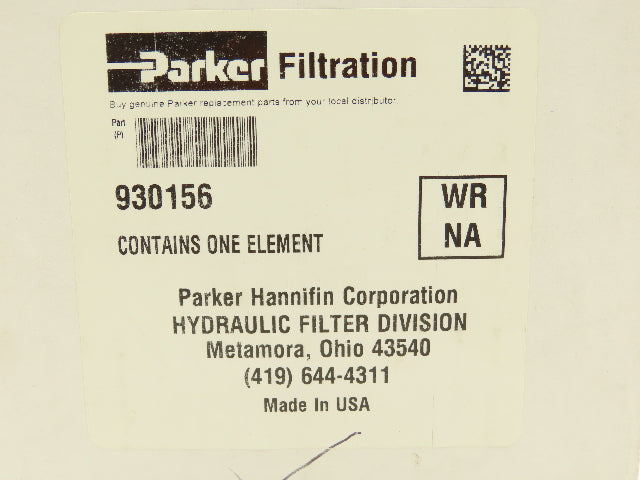 Parker Filtration
Buy genuine Parker replacement parts from your local distributor.
Part
(P)
930156
WR
NA
CONTAINS ONE ELEMENT
Parker Hannifin Corporation
HYDRAULIC FILTER DIVISION
Metamora, Ohio 43540
(419) 644-4311
Made In USA